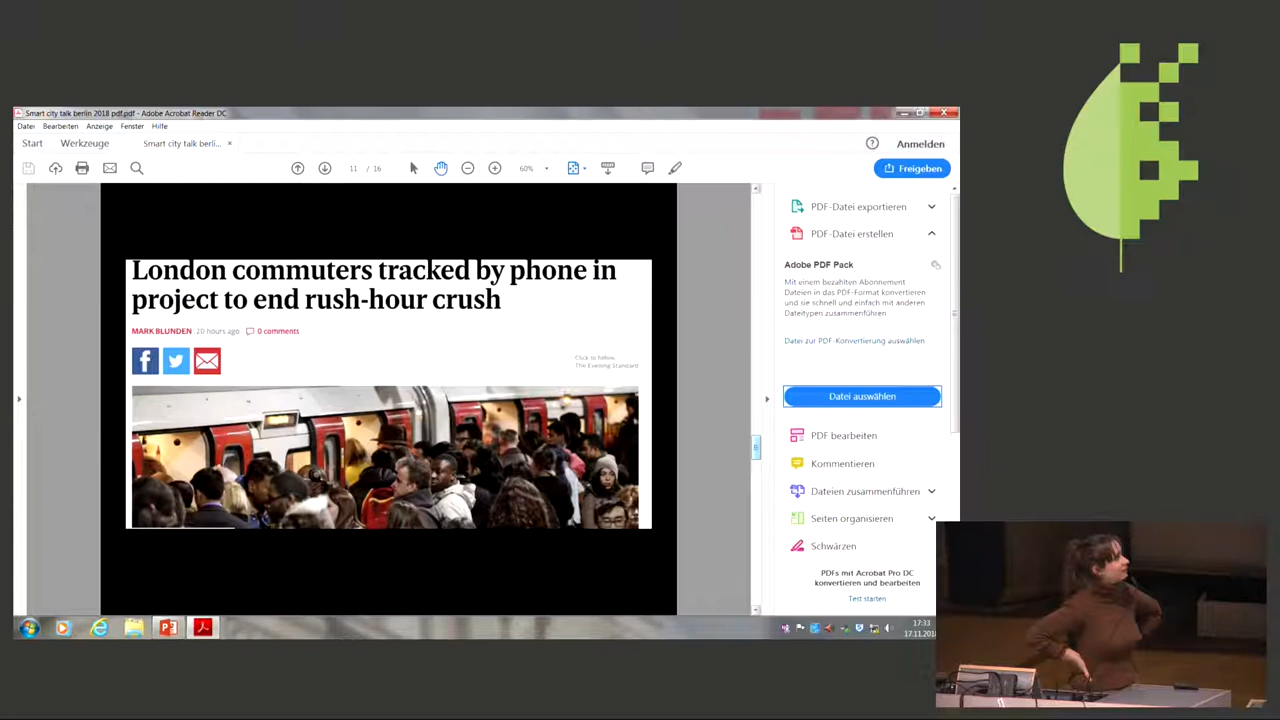 Smart city talk berlin 2018 pdf.pdf - Adobe Acrobat Reader DC
Datei Bearbeiten Anzeige Fenster Hilfe
Start Werkzeuge Smart city talk berli... × Anmelden
11 / 16 60% Freigeben
London commuters tracked by phone in
project to end rush-hour crush
MARK BLUNDEN 20 hours ago 0 comments
Click to follow
The Evening Standard
PDF-Datei exportieren
PDF-Datei erstellen
Adobe PDF Pack
Mit einem bezahlten Abonnement
Dateien in das PDF-Format konvertieren
und sie schnell und einfach mit anderen
Dateitypen zusammenführen
Datei zur PDF-Konvertierung auswählen
Datei auswählen
PDF bearbeiten
Kommentieren
Dateien zusammenführen
Seiten organisieren
Schwärzen
PDFs mit Acrobat Pro DC
konvertieren und bearbeiten
Test starten
17:33
17.11.201